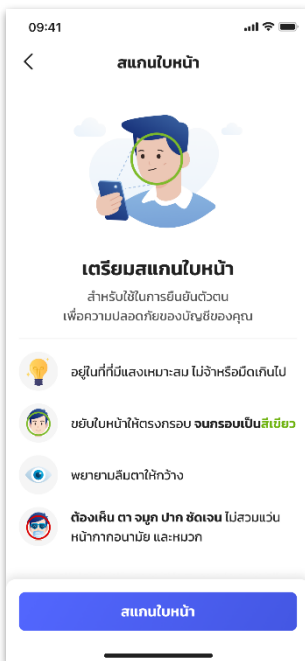 09:41
สแกนใบหน้า
เตรียมสแกนใบหน้า
สำหรับใช้ในการยืนยันตัวตน
เพื่อความปลอดภัยของบัญชีของคุณ
อยู่ในที่ที่มีแสงเหมาะสม ไม่จ้าหรือมืดเกินไป
ขยับใบหน้าให้ตรงกรอบ จนกรอบเป็นสีเขียว
พยายามลืมตาให้กว้าง
ต้องเห็น ตา จมูก ปาก ชัดเจน ไม่สวมแว่น
หน้ากากอนามัย และหมวก
สแกนใบหน้า